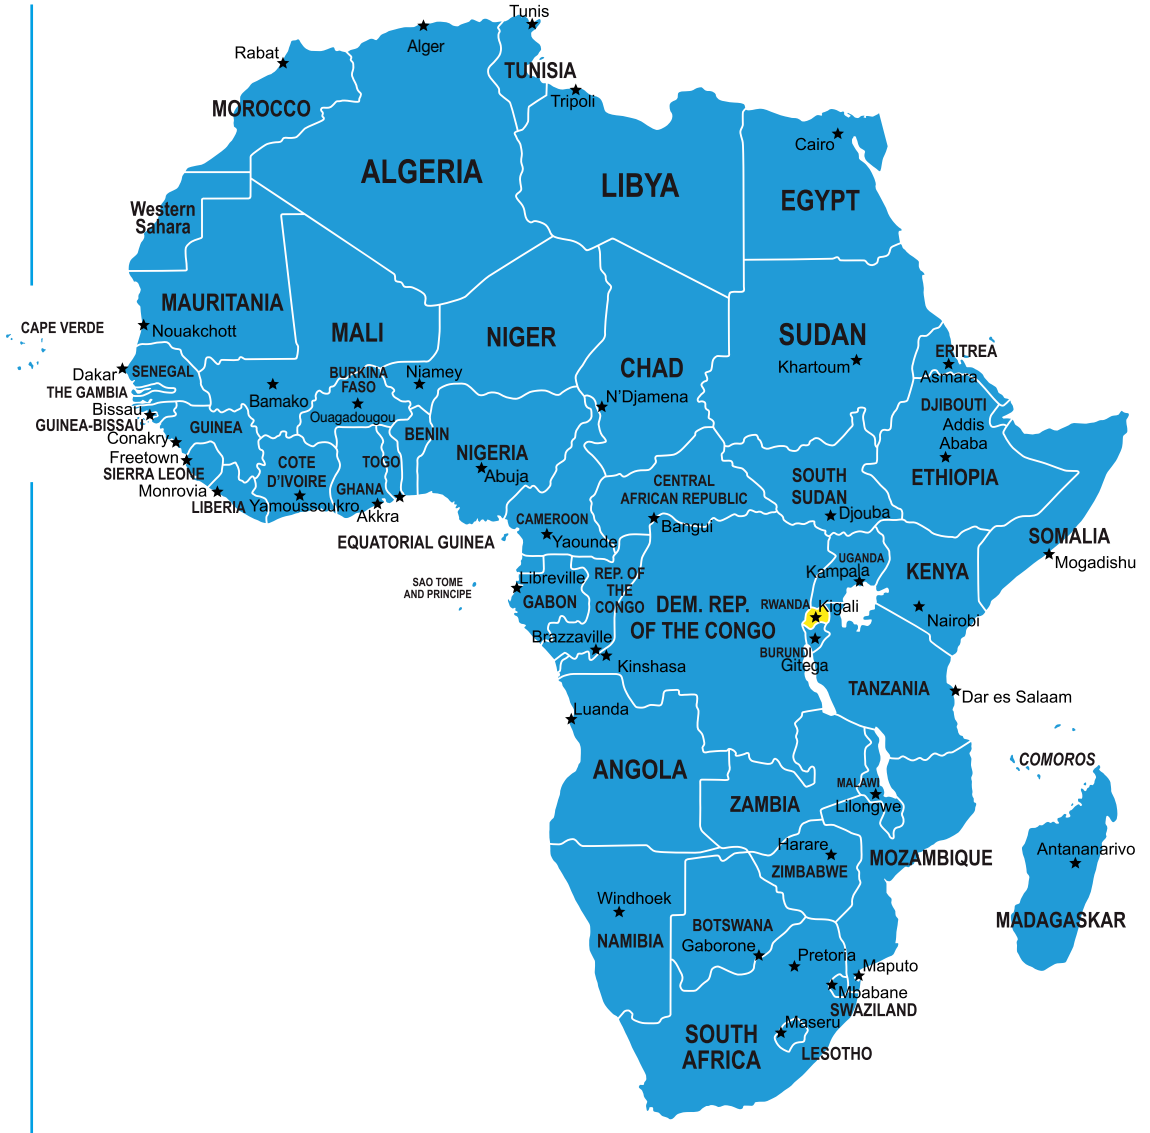 Tunis
Rabat
Alger
TUNISIA
Tripoli
MOROCCO
Cairo
ALGERIA
LIBYA
EGYPT
Western
Sahara
MAURITANIA
Nouakchott
CAPE VERDE
MALI
NIGER
SUDAN
Khartoum
CHAD
N'Djamena
ERITREA
Asmara
Dakar
SENEGAL
THE GAMBIA
BURKINA
FASO
Niamey
Bamako
Ouagadougou
Bissau
GUINEA-BISSAU
GUINEA
Conakry
Freetown
SIERRA LEONE
Monrovia
LIBERIA
COTE
D'IVOIRE
Yamoussoukro
TOGO
GHANA
Akkra
BENIN
NIGERIA
Abuja
DJIBOUTI
Addis
Ababa
ETHIOPIA
CENTRAL
AFRICAN REPUBLIC
Bangui
SOUTH
SUDAN
Djouba
CAMEROON
Yaounde
EQUATORIAL GUINEA
SOMALIA
Mogadishu
UGANDA
Kampala
KENYA
Nairobi
SAO TOME
AND PRINCIPE
Libreville
GABON
REP. OF
THE
CONGO
DEM. REP.
OF THE CONGO
RWANDA
Kigali
Brazzaville
Kinshasa
BURUNDI
Gitega
TANZANIA
Dar es Salaam
Luanda
ANGOLA
COMOROS
ZAMBIA
MALAWI
Lilongwe
Harare
ZIMBABWE
MOZAMBIQUE
Antananarivo
MADAGASKAR
Windhoek
NAMIBIA
BOTSWANA
Gaborone
Pretoria
Maputo
Mbabane
SWAZILAND
Maseru
LESOTHO
SOUTH
AFRICA